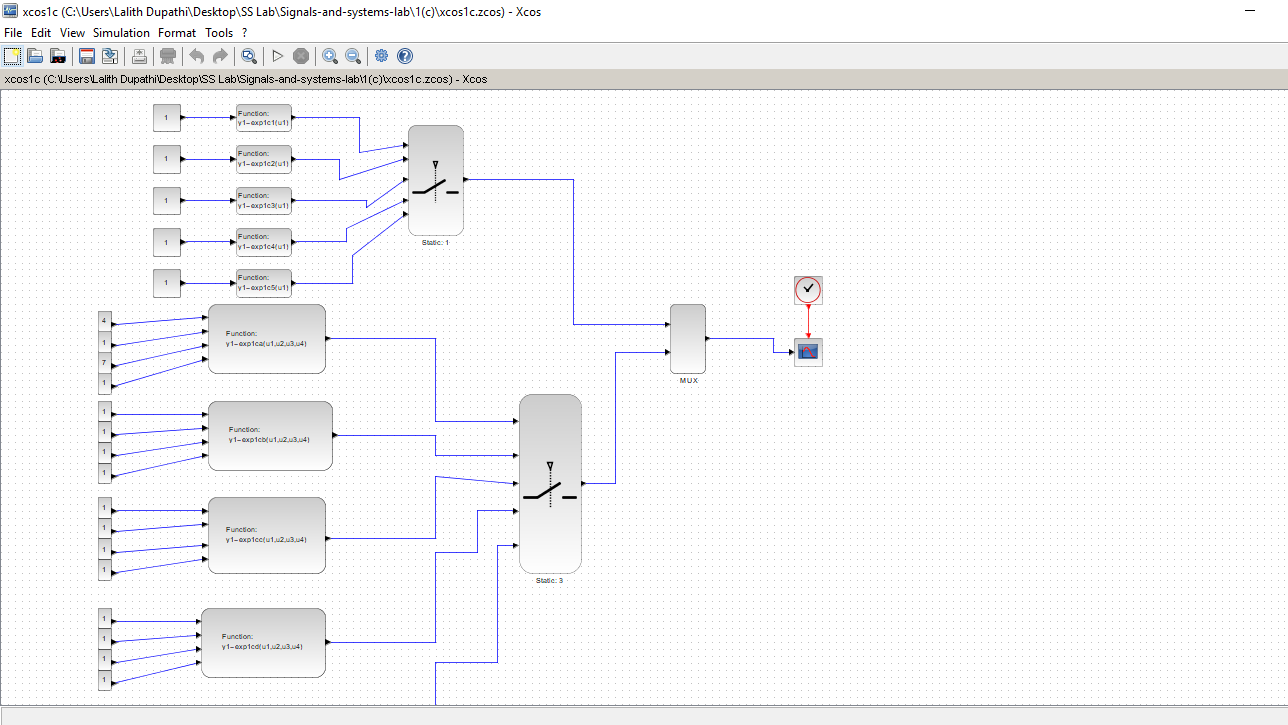 xcos1c (C:\Users\Lalith Dupathi\Desktop\SS Lab\Signals-and-systems-lab\1(c)\xcos1c.zcos) - Xcos
File Edit View Simulation Format Tools ?
xcos1c (C:\Users\Lalith Dupathi\Desktop\SS Lab\Signals-and-systems-lab\1(c)\xcos1c.zcos) - Xcos
1
Function:
y1=exp1c1(u1)
1
Function:
y1=exp1c2(u1)
1
Function:
y1=exp1c3(u1)
1
Function:
y1=exp1c4(u1)
1
Function:
y1=exp1c5(u1)
Static: 1
4
1
7
1
Function:
y1=exp1ca(u1,u2,u3,u4)
MUX
1
1
1
1
Function:
y1=exp1cb(u1,u2,u3,u4)
1
1
1
1
Function:
y1=exp1cc(u1,u2,u3,u4)
Static: 3
1
1
1
1
Function:
y1=exp1cd(u1,u2,u3,u4)